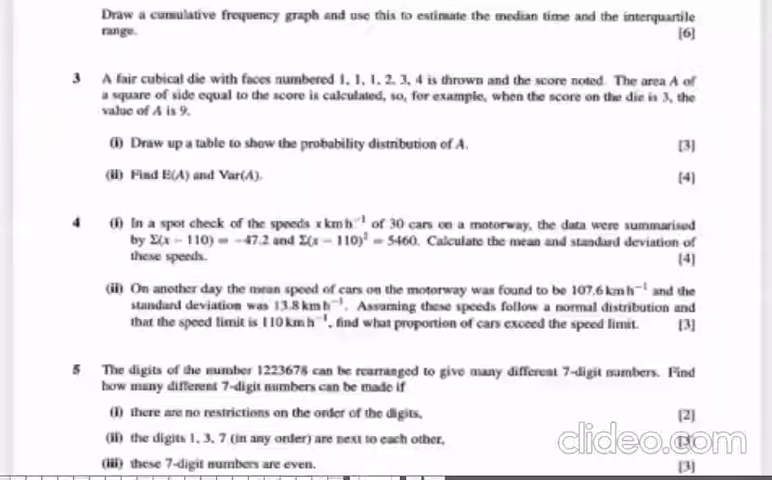 Draw a cumulative frequency graph and use this to estimate the median time and the interquartile
range. [6]
3 A fair cubical die with faces numbered 1, 1, 1, 2, 3, 4 is thrown and the score noted. The area A of
a square of side equal to the score is calculated, so, for example, when the score on the die is 3, the
value of A is 9.
(i) Draw up a table to show the probability distribution of A. [3]
(ii) Find E(A) and Var(A). [4]
4 (i) In a spot check of the speeds x km h⁻¹ of 30 cars on a motorway, the data were summarised
by Σ(x − 110) = −47.2 and Σ(x − 110)² = 5460. Calculate the mean and standard deviation of
these speeds. [4]
(ii) On another day the mean speed of cars on the motorway was found to be 107.6 km h⁻¹ and the
standard deviation was 13.8 km h⁻¹. Assuming these speeds follow a normal distribution and
that the speed limit is 110 km h⁻¹, find what proportion of cars exceed the speed limit. [3]
5 The digits of the number 1223678 can be rearranged to give many different 7-digit numbers. Find
how many different 7-digit numbers can be made if
(i) there are no restrictions on the order of the digits, [2]
(ii) the digits 1, 3, 7 (in any order) are next to each other, [3]
(iii) these 7-digit numbers are even. [3]
clideo.com